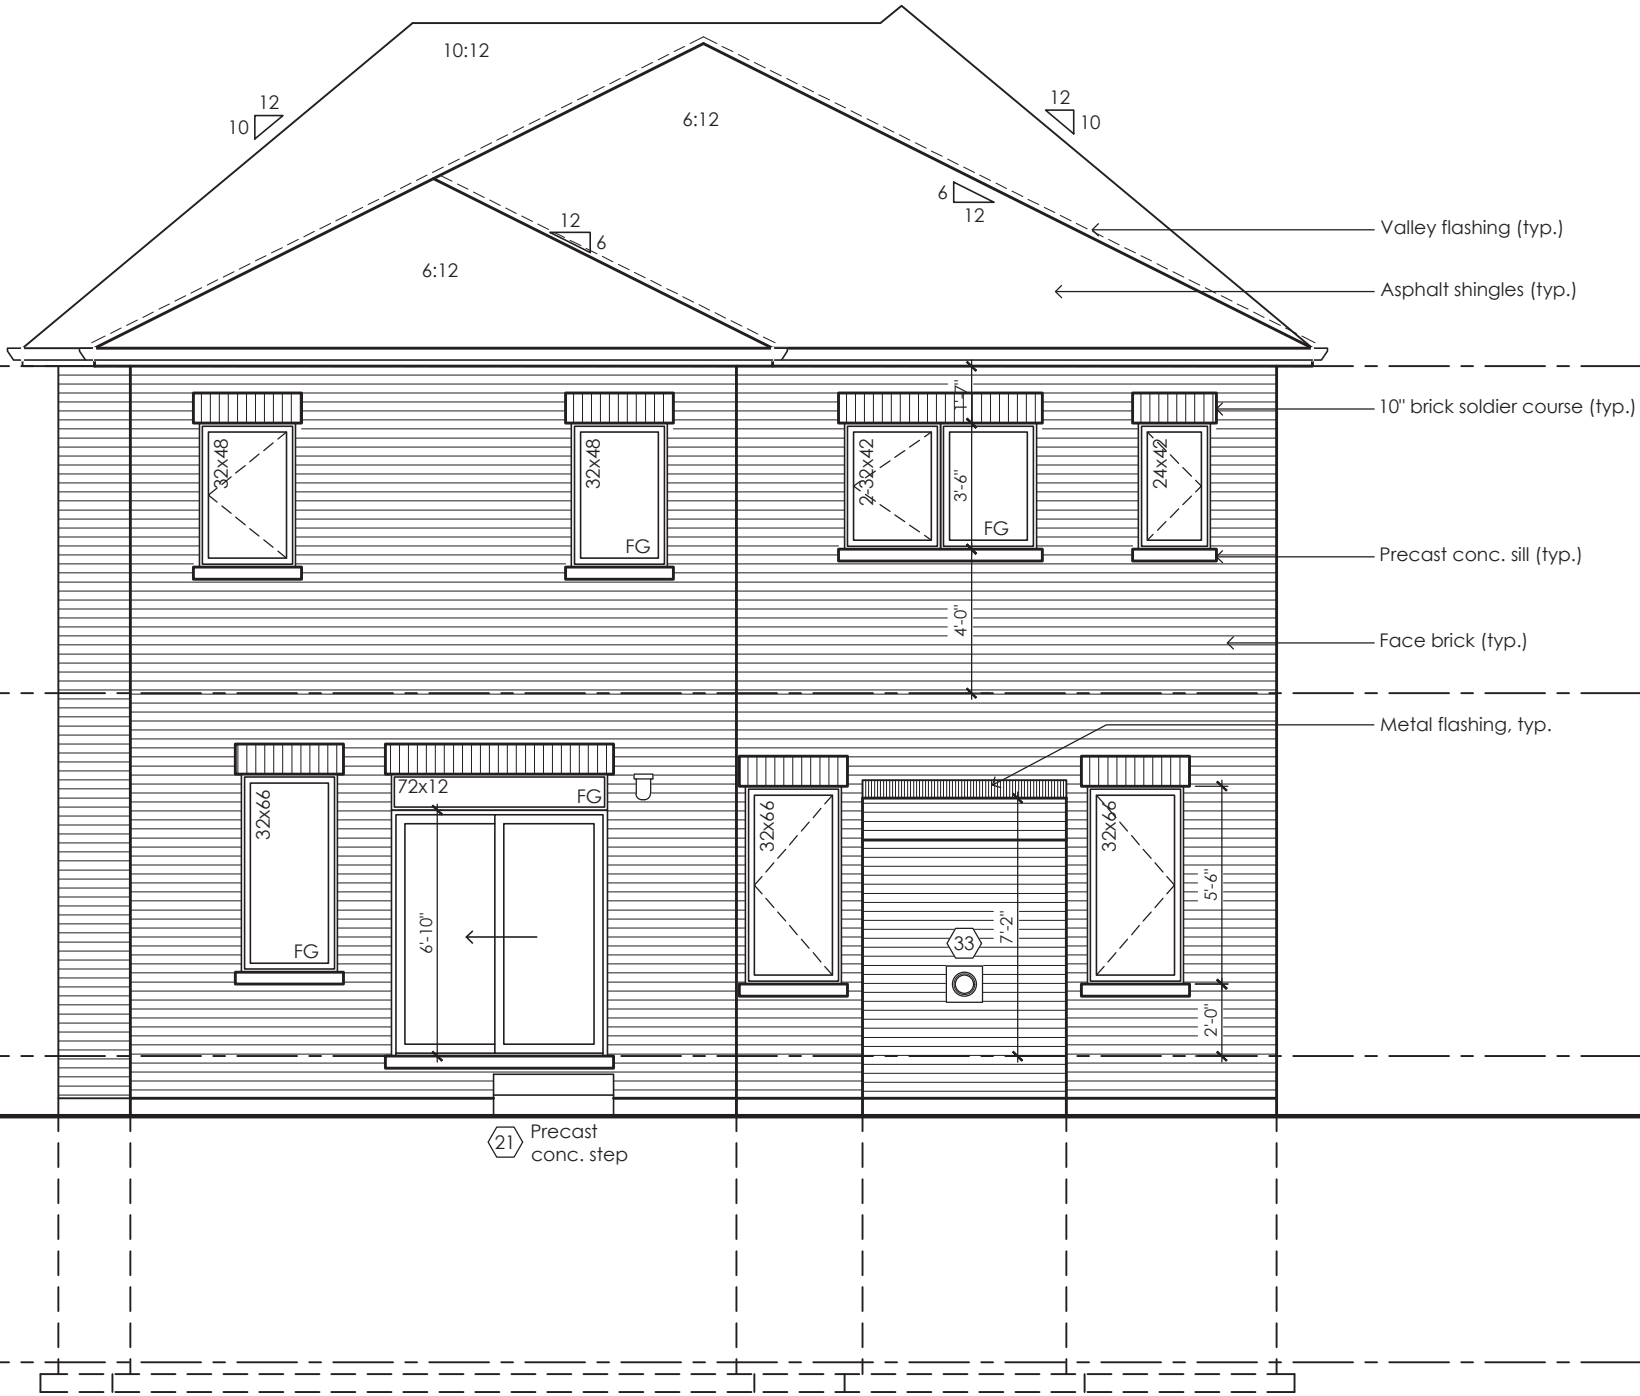 10:12
12
10
12
10
6:12
6
12
12
6
6:12
Valley flashing (typ.)
Asphalt shingles (typ.)
1'-7"
10" brick soldier course (typ.)
32x48
32x48
FG
2-32x42
3'-6"
FG
24x42
Precast conc. sill (typ.)
4'-0"
Face brick (typ.)
Metal flashing, typ.
32x66
FG
72x12
FG
6'-10"
32x66
33
7'-2"
32x66
5'-6"
2'-0"
21
Precast
conc. step